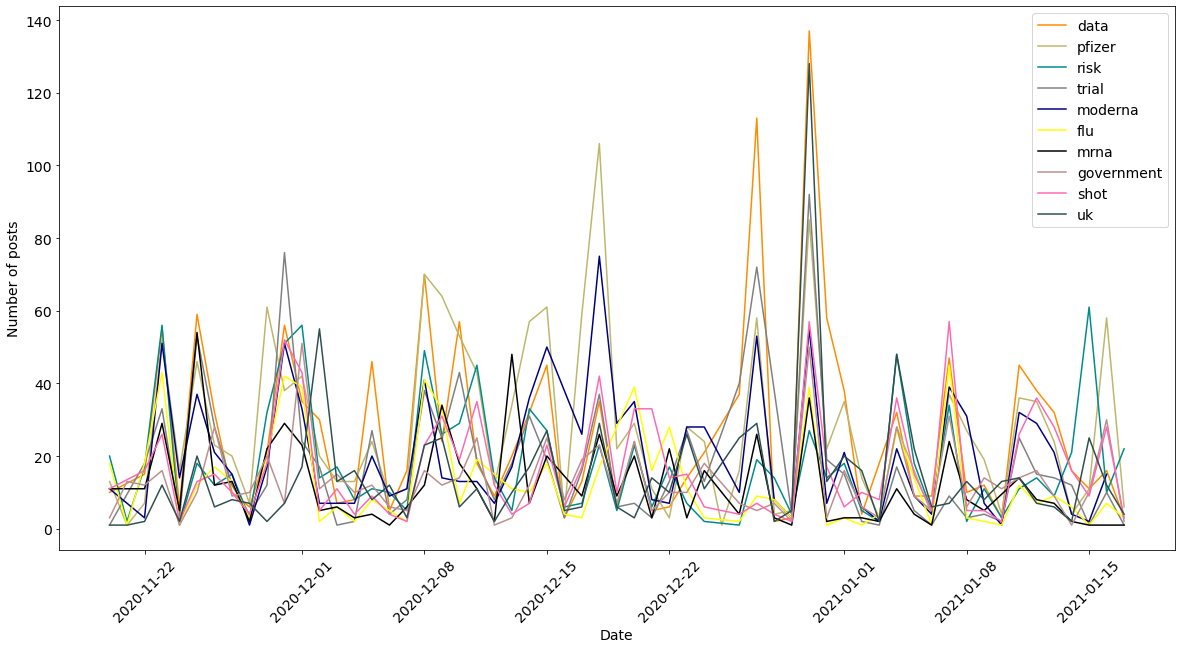 140
120
100
80
60
40
20
0
Number of posts
data
pfizer
risk
trial
moderna
flu
mrna
government
shot
uk
2020-11-22
2020-12-01
2020-12-08
2020-12-15
2020-12-22
2021-01-01
2021-01-08
2021-01-15
Date